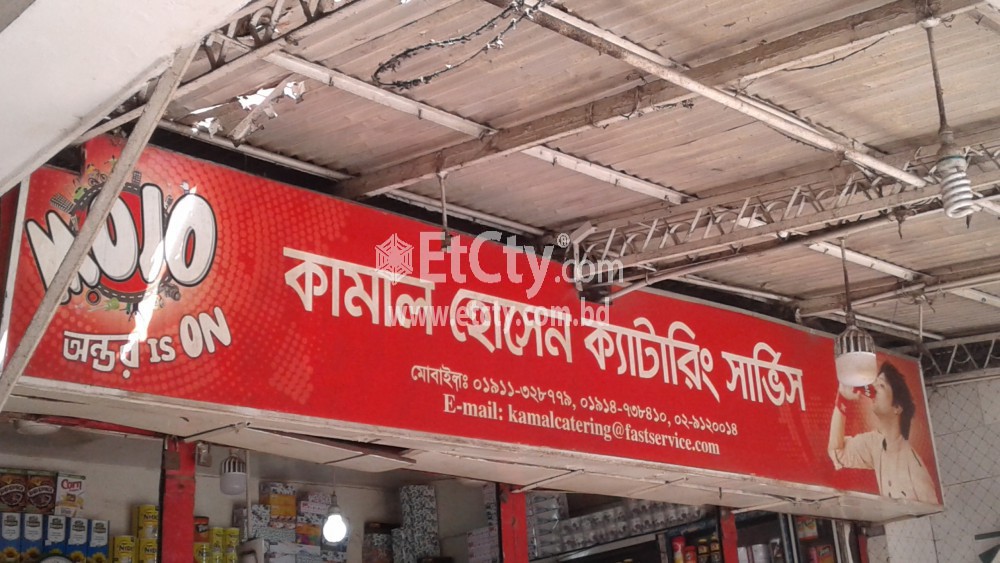 MOJO
অন্তর IS ON
কামাল হোসেন ক্যাটারিং সার্ভিস
মোবাইলঃ ০১৯১১-৩২৮৭৭৯, ০১৯১৪-৭৩৮৪১০, ০২-৯১২০০১৪
E-mail: kamalcatering@fastservice.com
EtCty®.com
www.etcty.com.bd
Corn